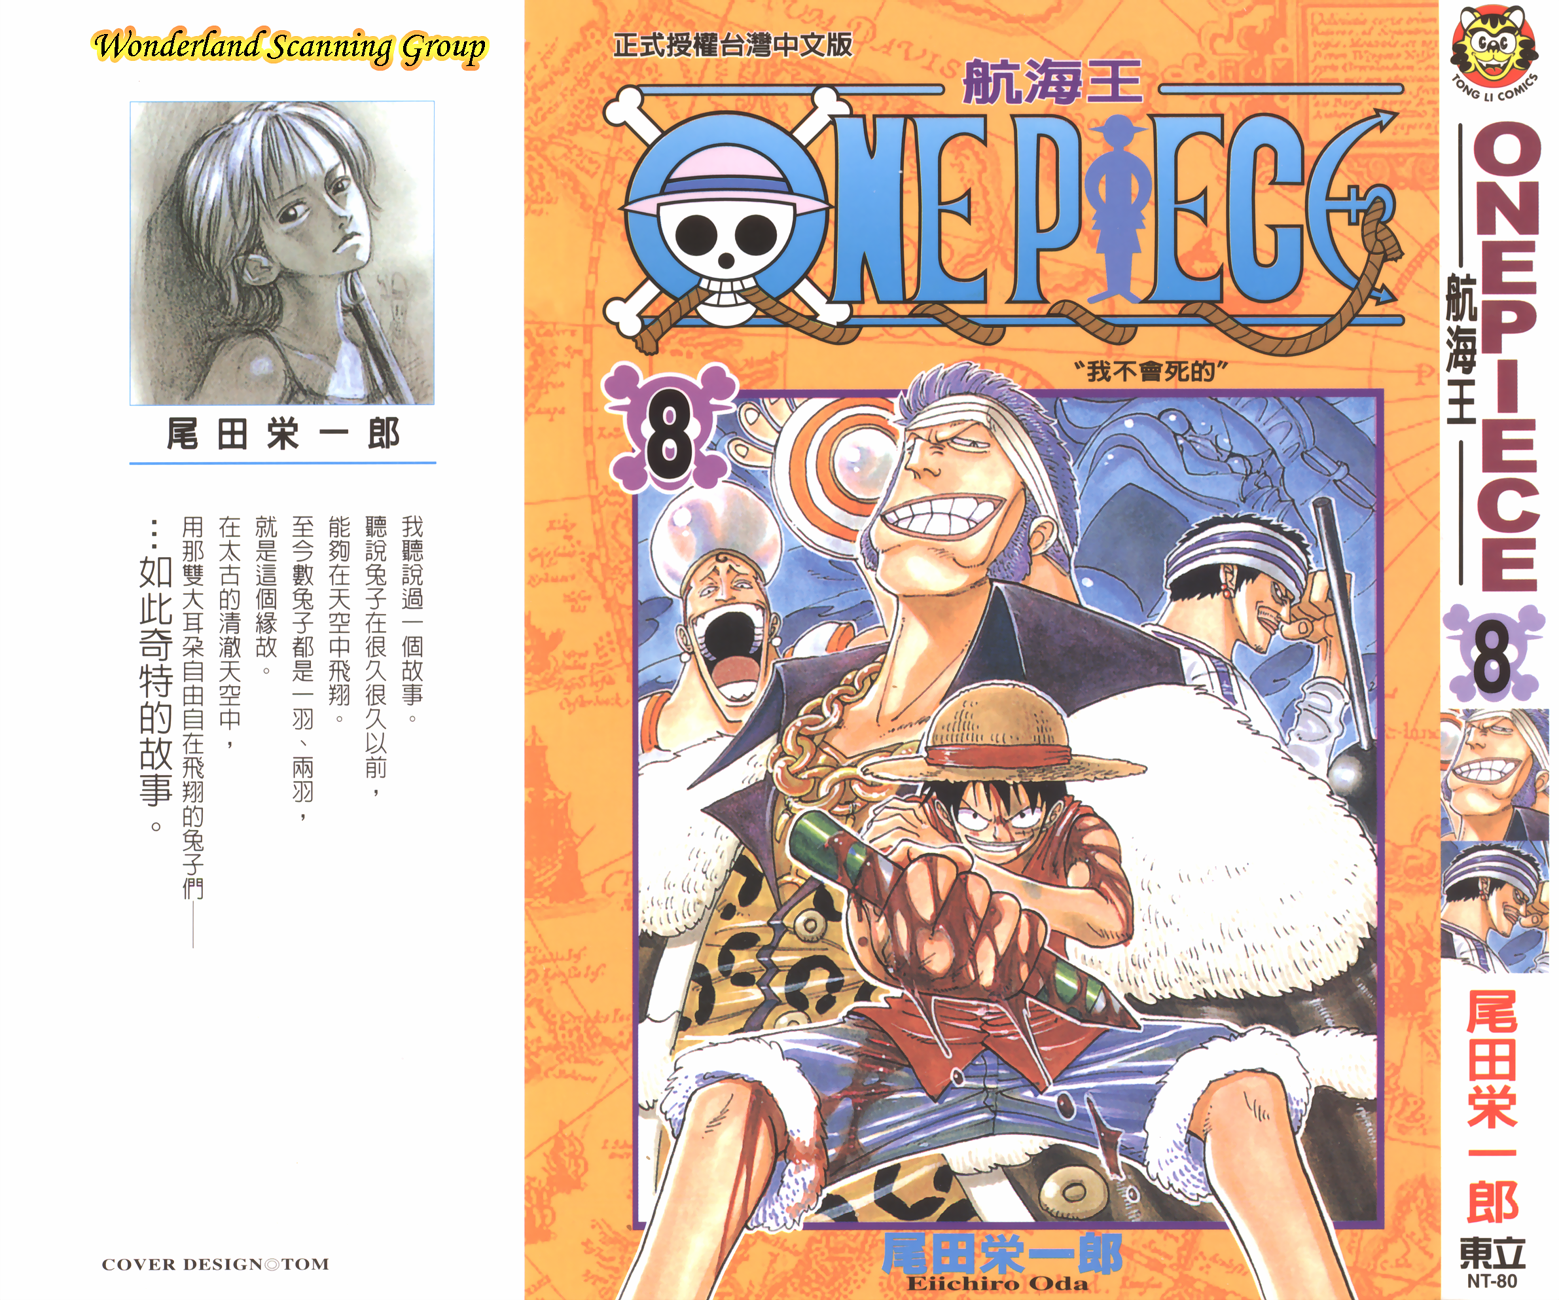 Wonderland Scanning Group
尾田栄一郎
我聽說過一個故事。
聽說兔子在很久很久以前，
能夠在天空中飛翔。
至今數兔子都是一羽、兩羽，
就是這個緣故。
在太古的清澈天空中，
用那雙大耳朵自由自在飛翔的兔子們——
…如此奇特的故事。
COVER DESIGN◎TOM
正式授權台灣中文版
航海王
ONE PIECE
"我不會死的"
8
尾田栄一郎
Eiichiro Oda
TONG LI COMICS
ONE PIECE
航海王
8
尾田栄一郎
東立
NT-80